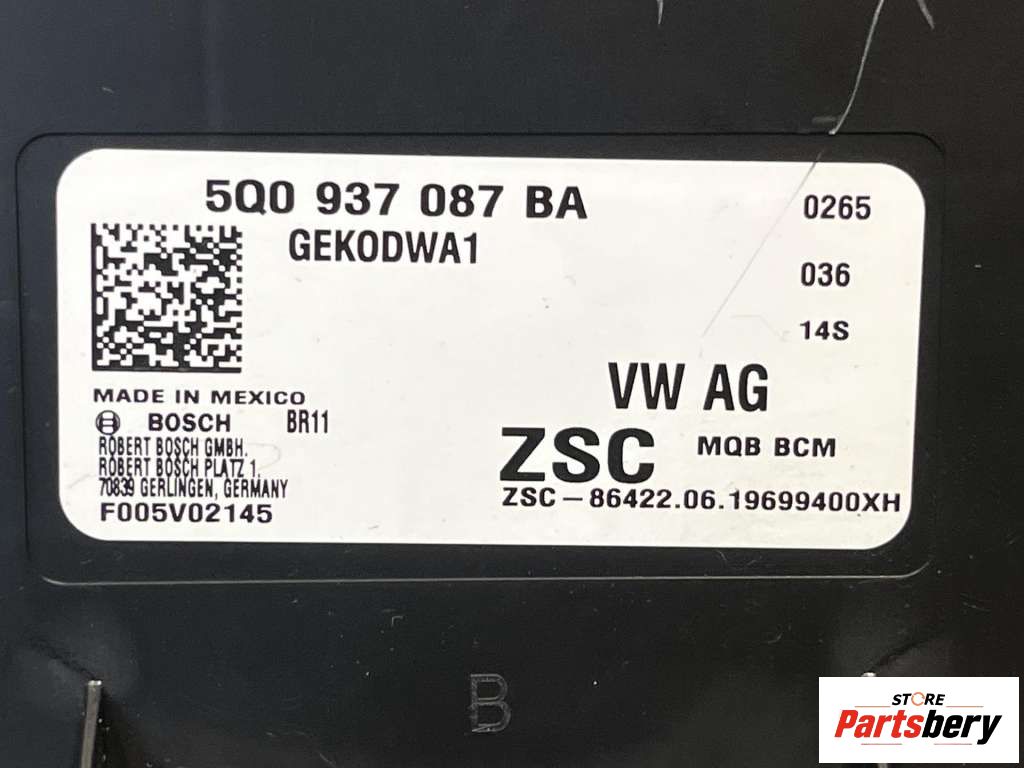 5Q0 937 087 BA
0265
GEKODWA1
036
14S
MADE IN MEXICO
VW AG
BOSCH BR11
ZSC MQB BCM
ROBERT BOSCH GMBH.
ROBERT BOSCH PLATZ 1,
70839 GERLINGEN, GERMANY
ZSC-86422.06.19699400XH
F005V02145
B
STORE
Partsbery